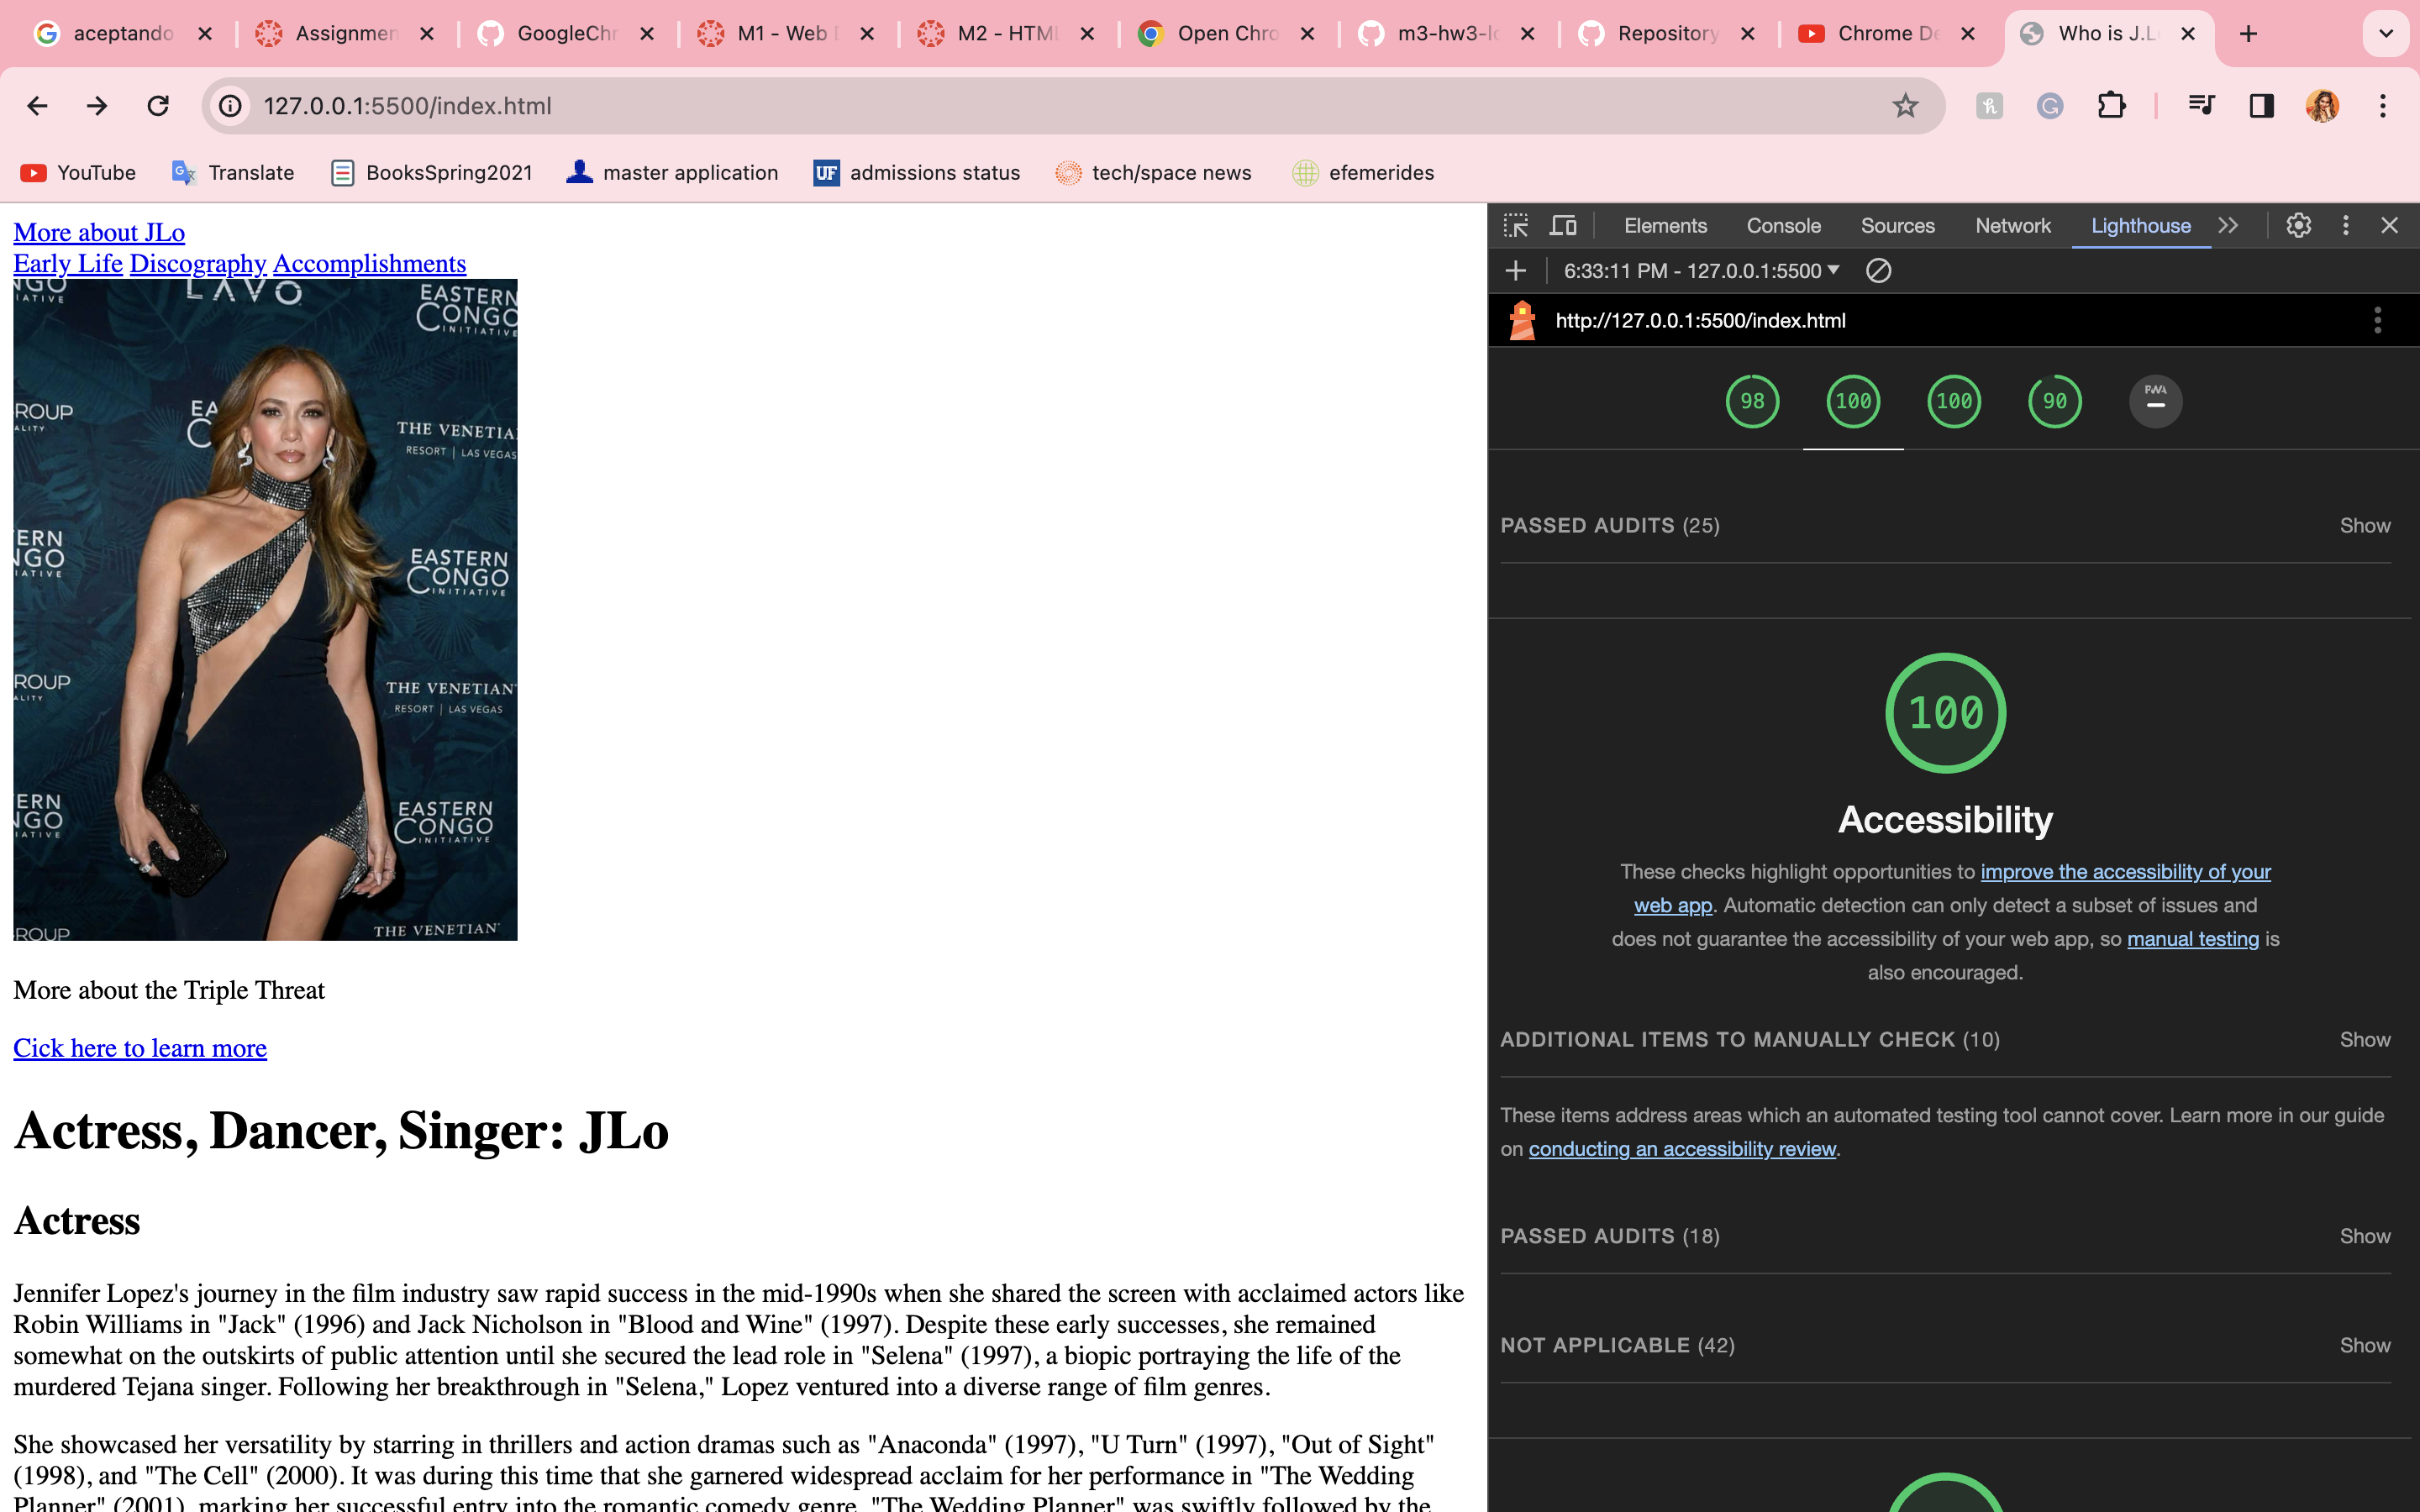 aceptando
Assignmen
GoogleChr
M1 - Web D
M2 - HTML
Open Chro
m3-hw3-lo
Repository
Chrome De
Who is J.L
127.0.0.1:5500/index.html
YouTube
Translate
BooksSpring2021
master application
UF
admissions status
tech/space news
efemerides
More about JLo
Early Life Discography Accomplishments
LAVO
EASTERN
CONGO
INITIATIVE
THE VENETIA
RESORT | LAS VEGAS
EASTERN
CONGO
INITIATIVE
THE VENETIAN
RESORT | LAS VEGAS
EASTERN
CONGO
INITIATIVE
THE VENETIAN
ROUP
More about the Triple Threat
Cick here to learn more
Actress, Dancer, Singer: JLo
Actress
Jennifer Lopez's journey in the film industry saw rapid success in the mid-1990s when she shared the screen with acclaimed actors like
Robin Williams in "Jack" (1996) and Jack Nicholson in "Blood and Wine" (1997). Despite these early successes, she remained
somewhat on the outskirts of public attention until she secured the lead role in "Selena" (1997), a biopic portraying the life of the
murdered Tejana singer. Following her breakthrough in "Selena," Lopez ventured into a diverse range of film genres.
She showcased her versatility by starring in thrillers and action dramas such as "Anaconda" (1997), "U Turn" (1997), "Out of Sight"
(1998), and "The Cell" (2000). It was during this time that she garnered widespread acclaim for her performance in "The Wedding
Planner" (2001), marking her successful entry into the romantic comedy genre. "The Wedding Planner" was swiftly followed by the
Elements
Console
Sources
Network
Lighthouse
6:33:11 PM - 127.0.0.1:5500
http://127.0.0.1:5500/index.html
98
100
100
90
PWA
PASSED AUDITS (25)
Show
100
Accessibility
These checks highlight opportunities to improve the accessibility of your
web app. Automatic detection can only detect a subset of issues and
does not guarantee the accessibility of your web app, so manual testing is
also encouraged.
ADDITIONAL ITEMS TO MANUALLY CHECK (10)
Show
These items address areas which an automated testing tool cannot cover. Learn more in our guide
on conducting an accessibility review.
PASSED AUDITS (18)
Show
NOT APPLICABLE (42)
Show